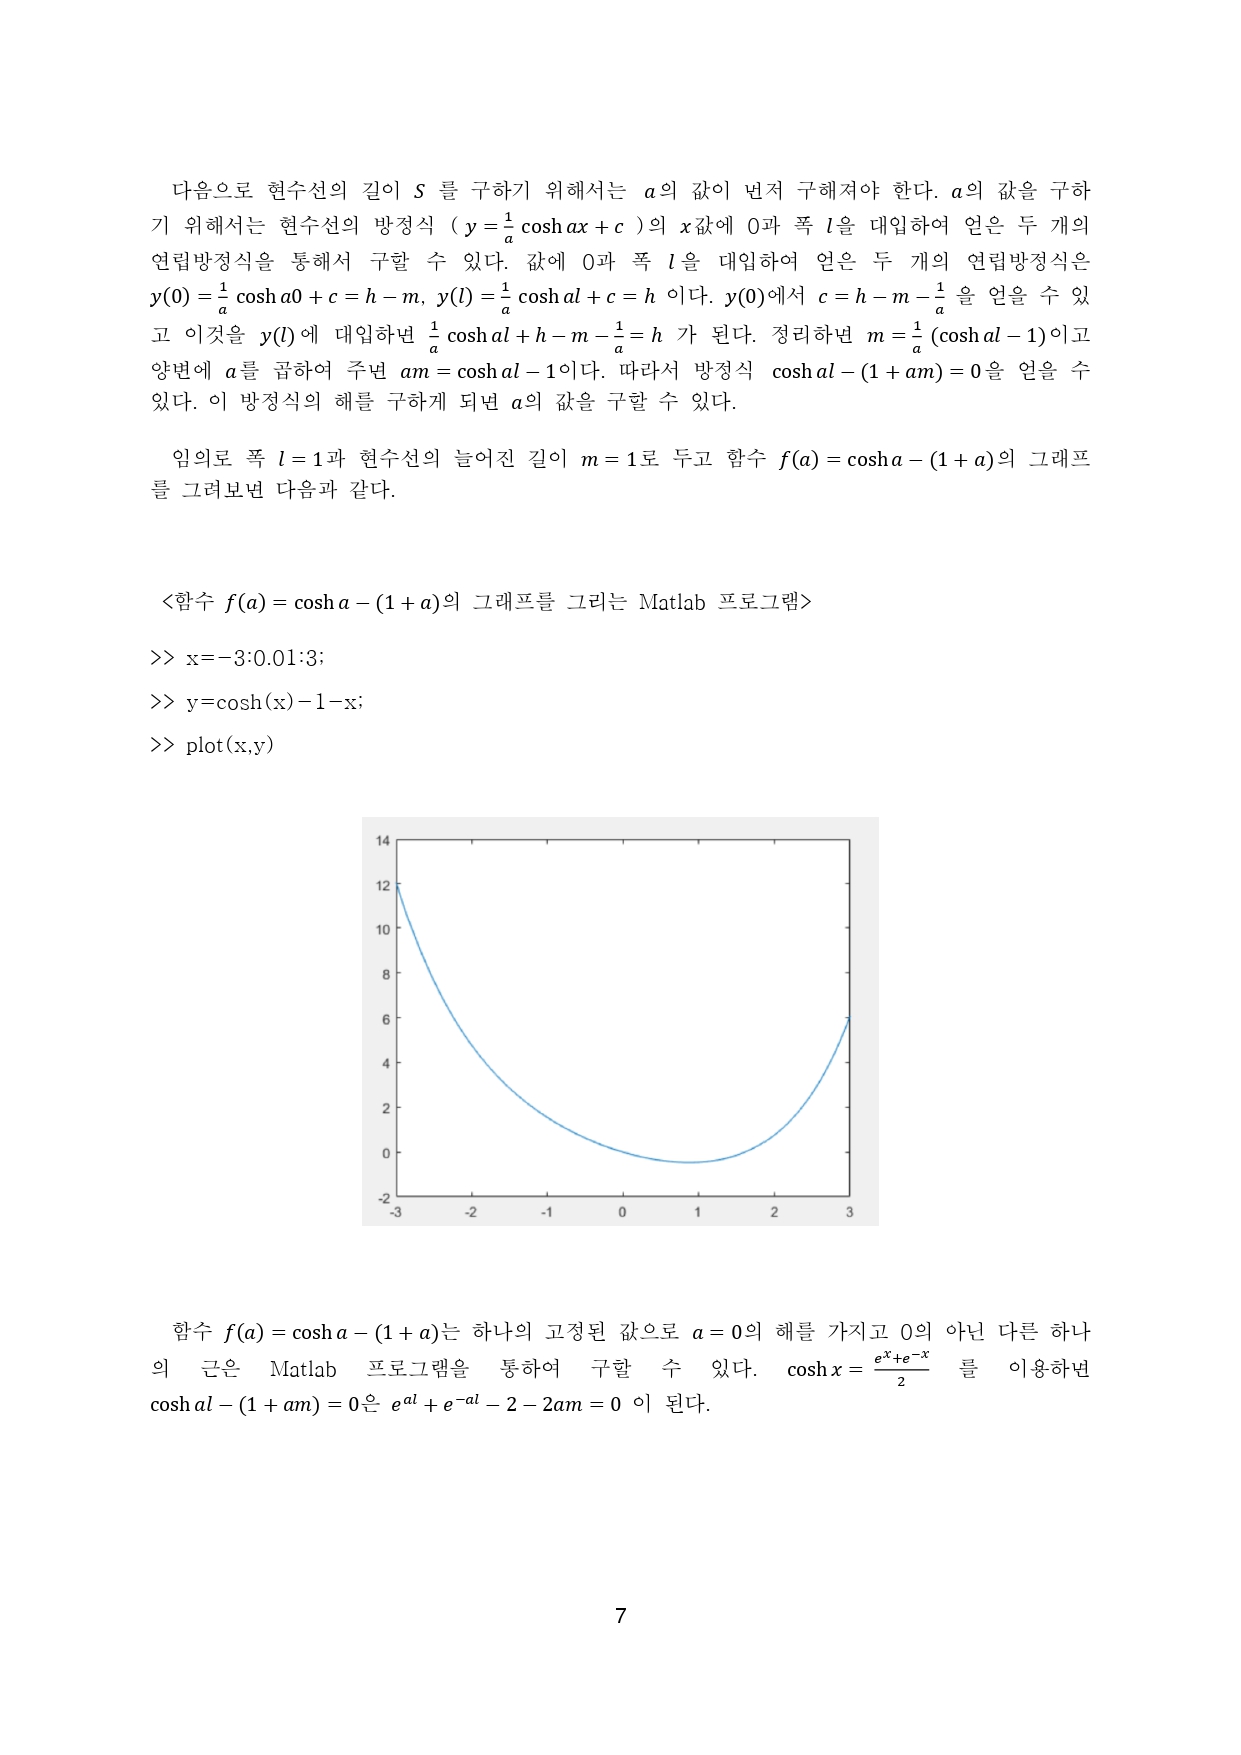 다음으로 현수선의 길이 S 를 구하기 위해서는 a의 값이 먼저 구해져야 한다. a의 값을 구하
기 위해서는 현수선의 방정식 ( y = 1/a cosh ax + c )의 x값에 0과 폭 l을 대입하여 얻은 두 개의
연립방정식을 통해서 구할 수 있다. 값에 0과 폭 l을 대입하여 얻은 두 개의 연립방정식은
y(0) = 1/a cosh a0 + c = h − m, y(l) = 1/a cosh al + c = h 이다. y(0)에서 c = h − m − 1/a 을 얻을 수 있
고 이것을 y(l)에 대입하면 1/a cosh al + h − m − 1/a = h 가 된다. 정리하면 m = 1/a (cosh al − 1)이고
양변에 a를 곱하여 주면 am = cosh al − 1이다. 따라서 방정식 cosh al − (1 + am) = 0을 얻을 수
있다. 이 방정식의 해를 구하게 되면 a의 값을 구할 수 있다.
임의로 폭 l = 1과 현수선의 늘어진 길이 m = 1로 두고 함수 f(a) = cosh a − (1 + a)의 그래프
를 그려보면 다음과 같다.
<함수 f(a) = cosh a − (1 + a)의 그래프를 그리는 Matlab 프로그램>
>> x=-3:0.01:3;
>> y=cosh(x)-1-x;
>> plot(x,y)
14
12
10
8
6
4
2
0
-2
-3 -2 -1 0 1 2 3
함수 f(a) = cosh a − (1 + a)는 하나의 고정된 값으로 a = 0의 해를 가지고 0의 아닌 다른 하나
의 근은 Matlab 프로그램을 통하여 구할 수 있다. cosh x = (e^x+e^−x)/2 를 이용하면
cosh al − (1 + am) = 0은 e^al + e^−al − 2 − 2am = 0 이 된다.
7